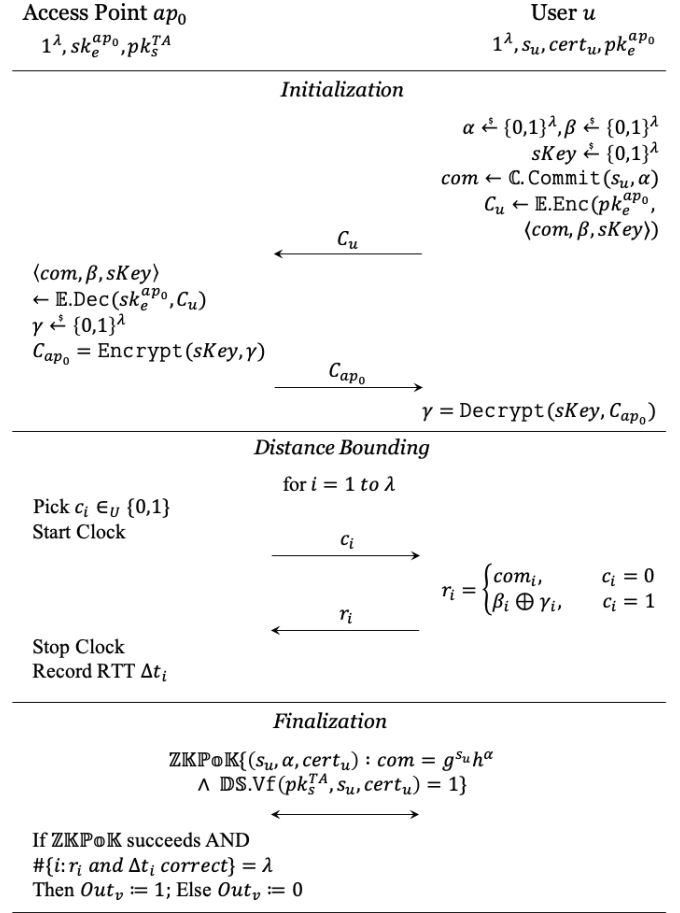 Access Point ap₀ User u
1^λ, sk_e^{ap₀}, pk_s^{TA} 1^λ, s_u, cert_u, pk_e^{ap₀}
Initialization
α ←$ {0,1}^λ, β ←$ {0,1}^λ
sKey ←$ {0,1}^λ
com ← ℂ.Commit(s_u, α)
C_u ← 𝔼.Enc(pk_e^{ap₀},
⟨com, β, sKey⟩)
C_u
⟨com, β, sKey⟩
← 𝔼.Dec(sk_e^{ap₀}, C_u)
γ ←$ {0,1}^λ
C_{ap₀} = Encrypt(sKey, γ)
C_{ap₀}
γ = Decrypt(sKey, C_{ap₀})
Distance Bounding
for i = 1 to λ
Pick c_i ∈_U {0,1}
Start Clock
c_i
r_i = { com_i, c_i = 0
β_i ⊕ γ_i, c_i = 1
r_i
Stop Clock
Record RTT Δt_i
Finalization
ℤ𝕂ℙ𝕠𝕂{(s_u, α, cert_u) : com = g^{s_u}h^α
∧ 𝔻𝕊.Vf(pk_s^{TA}, s_u, cert_u) = 1}
If ℤ𝕂ℙ𝕠𝕂 succeeds AND
#{i: r_i and Δt_i correct} = λ
Then Out_v ≔ 1; Else Out_v ≔ 0